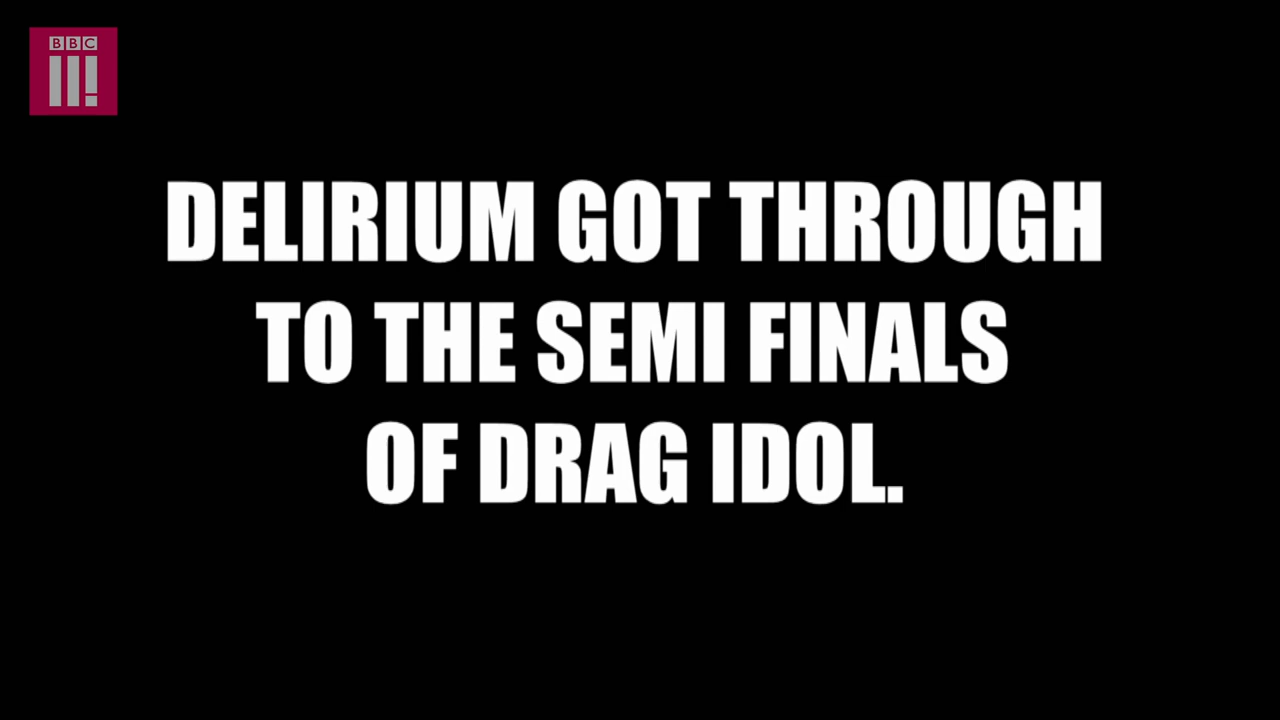 BBC
DELIRIUM GOT THROUGH
TO THE SEMI FINALS
OF DRAG IDOL.